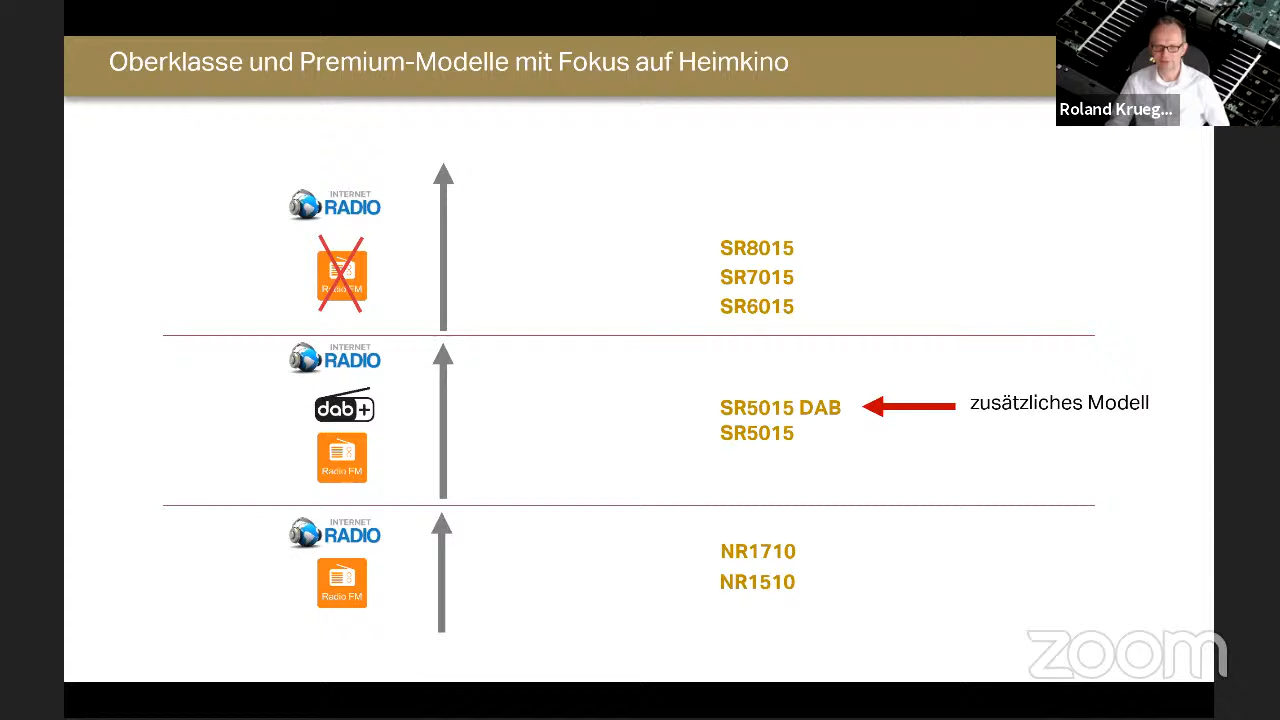 Oberklasse und Premium-Modelle mit Fokus auf Heimkino
Roland Krueg...
INTERNET
RADIO
Radio FM
SR8015
SR7015
SR6015
INTERNET
RADIO
dab+
Radio FM
SR5015 DAB
zusätzliches Modell
SR5015
INTERNET
RADIO
Radio FM
NR1710
NR1510
zoom